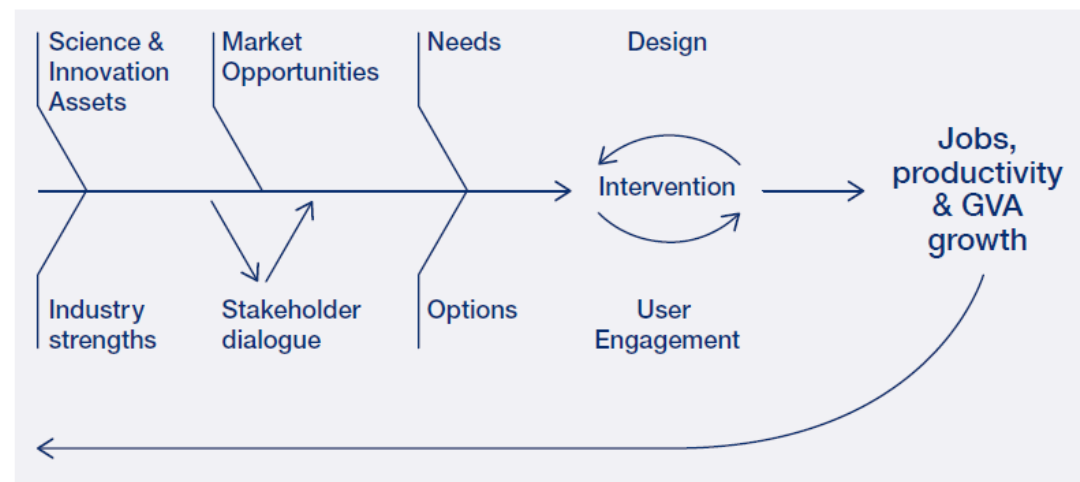 Science &
Innovation
Assets
Market
Opportunities
Needs
Design
Intervention
Jobs,
productivity
& GVA
growth
Industry
strengths
Stakeholder
dialogue
Options
User
Engagement